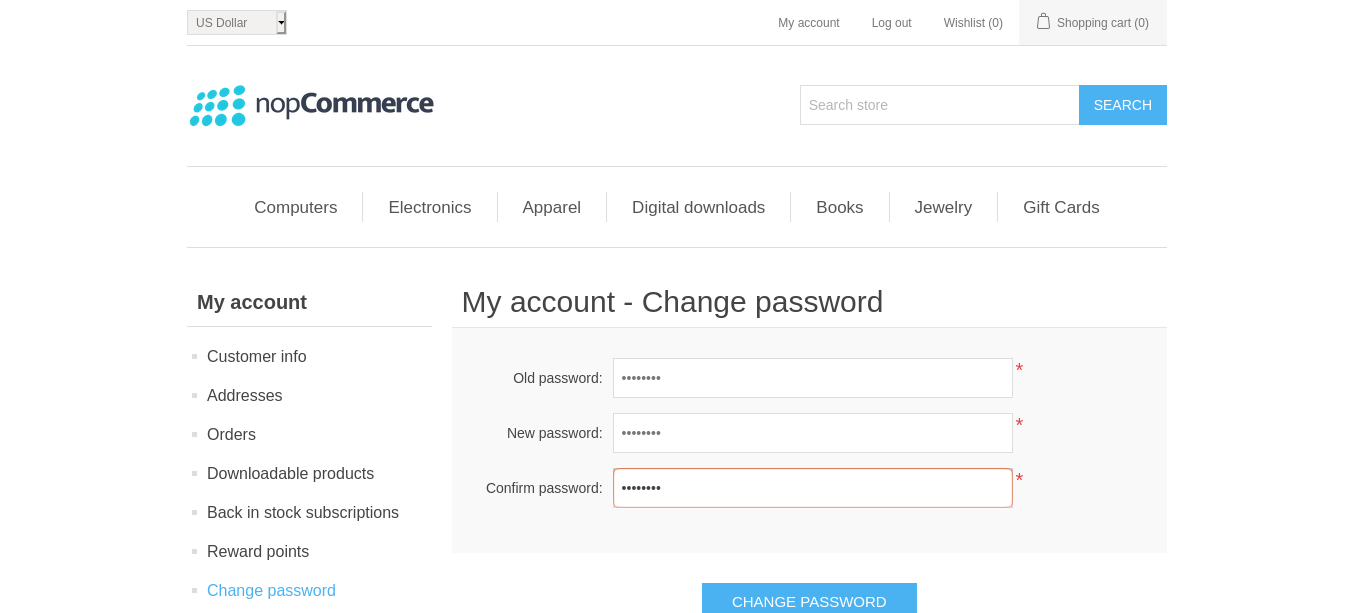 US Dollar
My account
Log out
Wishlist (0)
Shopping cart (0)
nopCommerce
Search store
SEARCH
Computers
Electronics
Apparel
Digital downloads
Books
Jewelry
Gift Cards
My account
Customer info
Addresses
Orders
Downloadable products
Back in stock subscriptions
Reward points
Change password
My account - Change password
Old password: •••••••• *
New password: •••••••• *
Confirm password: •••••••• *
CHANGE PASSWORD